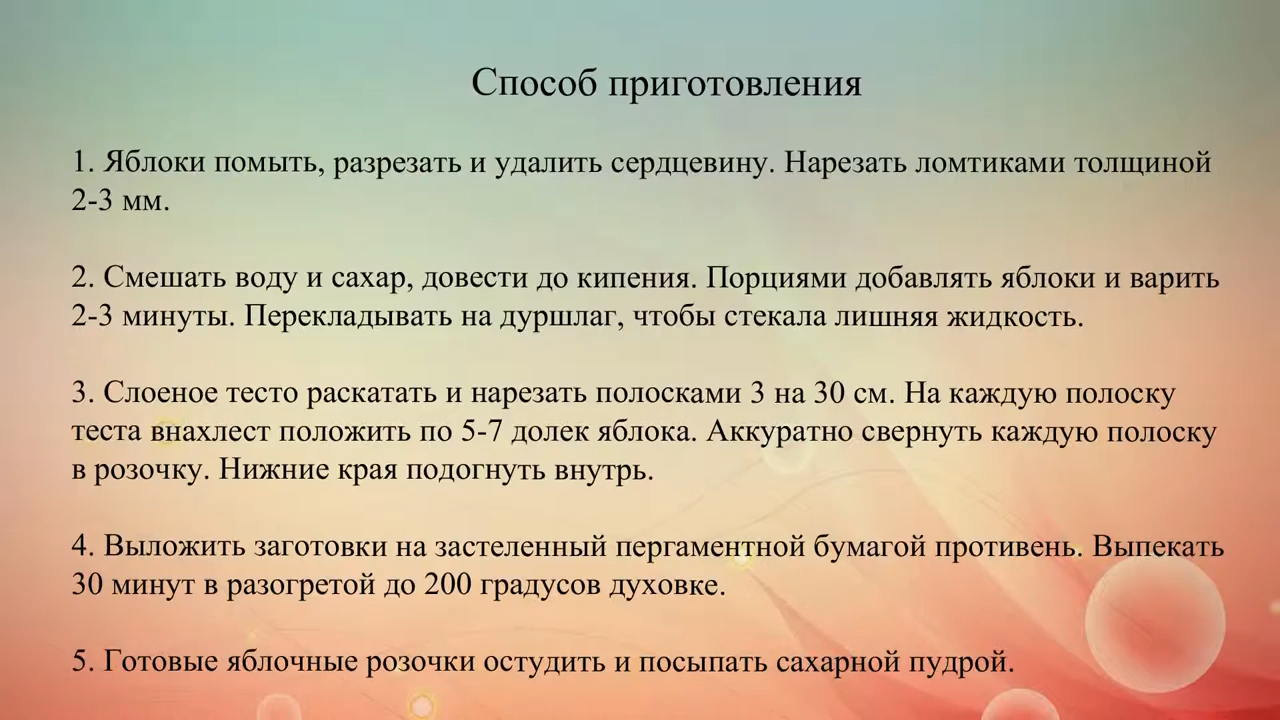 Способ приготовления
1. Яблоки помыть, разрезать и удалить сердцевину. Нарезать ломтиками толщиной
2-3 мм.
2. Смешать воду и сахар, довести до кипения. Порциями добавлять яблоки и варить
2-3 минуты. Перекладывать на дуршлаг, чтобы стекала лишняя жидкость.
3. Слоеное тесто раскатать и нарезать полосками 3 на 30 см. На каждую полоску
теста внахлест положить по 5-7 долек яблока. Аккуратно свернуть каждую полоску
в розочку. Нижние края подогнуть внутрь.
4. Выложить заготовки на застеленный пергаментной бумагой противень. Выпекать
30 минут в разогретой до 200 градусов духовке.
5. Готовые яблочные розочки остудить и посыпать сахарной пудрой.